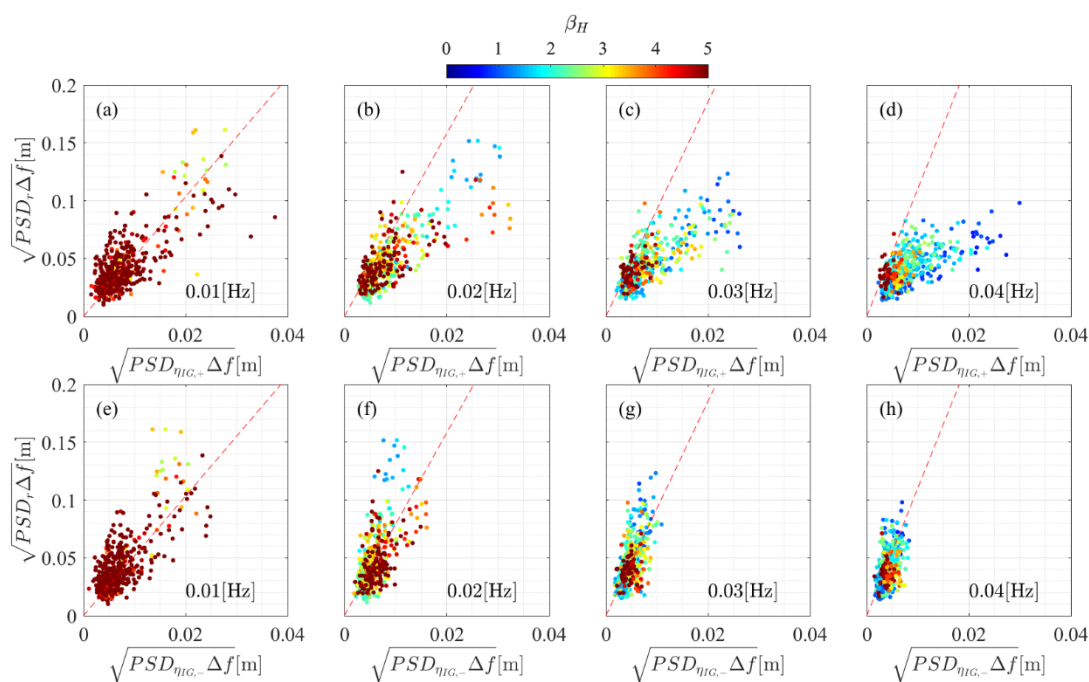 β_H
0 1 2 3 4 5
(a) (b) (c) (d)
√PSD_r Δf [m]
0.2
0.15
0.1
0.05
0
0.01[Hz] 0.02[Hz] 0.03[Hz] 0.04[Hz]
0 0.02 0.04 0 0.02 0.04 0 0.02 0.04 0 0.02 0.04
√PSD_{η_{IG,+}} Δf [m] √PSD_{η_{IG,+}} Δf [m] √PSD_{η_{IG,+}} Δf [m] √PSD_{η_{IG,+}} Δf [m]
(e) (f) (g) (h)
√PSD_r Δf [m]
0.2
0.15
0.1
0.05
0
0.01[Hz] 0.02[Hz] 0.03[Hz] 0.04[Hz]
0 0.02 0.04 0 0.02 0.04 0 0.02 0.04 0 0.02 0.04
√PSD_{η_{IG,−}} Δf [m] √PSD_{η_{IG,−}} Δf [m] √PSD_{η_{IG,−}} Δf [m] √PSD_{η_{IG,−}} Δf [m]